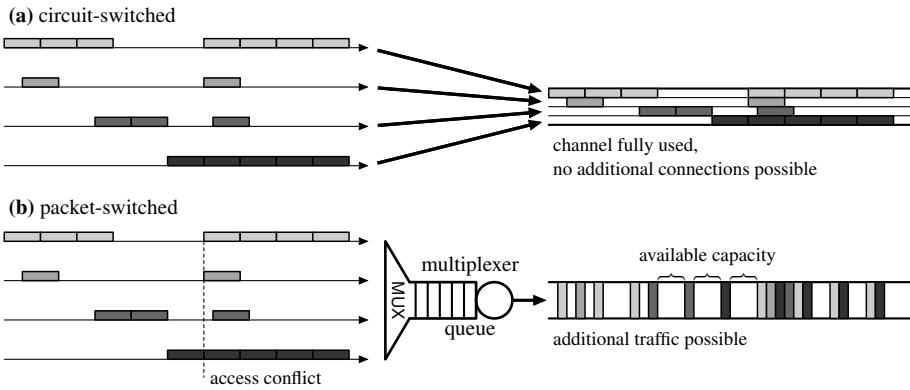 (a) circuit-switched
channel fully used,
no additional connections possible
(b) packet-switched
available capacity
multiplexer
MUX
queue
additional traffic possible
access conflict